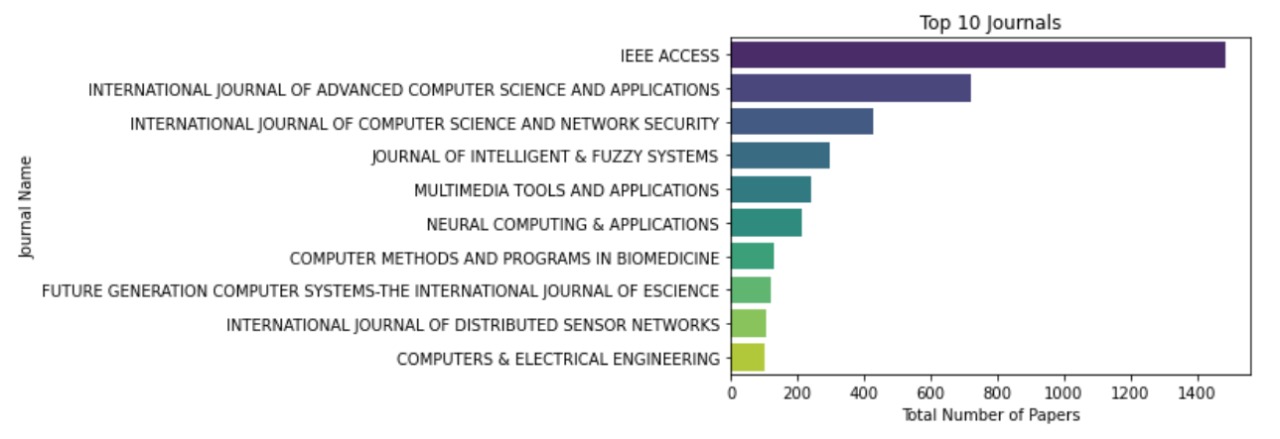 Top 10 Journals
IEEE ACCESS
INTERNATIONAL JOURNAL OF ADVANCED COMPUTER SCIENCE AND APPLICATIONS
INTERNATIONAL JOURNAL OF COMPUTER SCIENCE AND NETWORK SECURITY
JOURNAL OF INTELLIGENT & FUZZY SYSTEMS
MULTIMEDIA TOOLS AND APPLICATIONS
NEURAL COMPUTING & APPLICATIONS
COMPUTER METHODS AND PROGRAMS IN BIOMEDICINE
FUTURE GENERATION COMPUTER SYSTEMS-THE INTERNATIONAL JOURNAL OF ESCIENCE
INTERNATIONAL JOURNAL OF DISTRIBUTED SENSOR NETWORKS
COMPUTERS & ELECTRICAL ENGINEERING
Journal Name
0 200 400 600 800 1000 1200 1400
Total Number of Papers